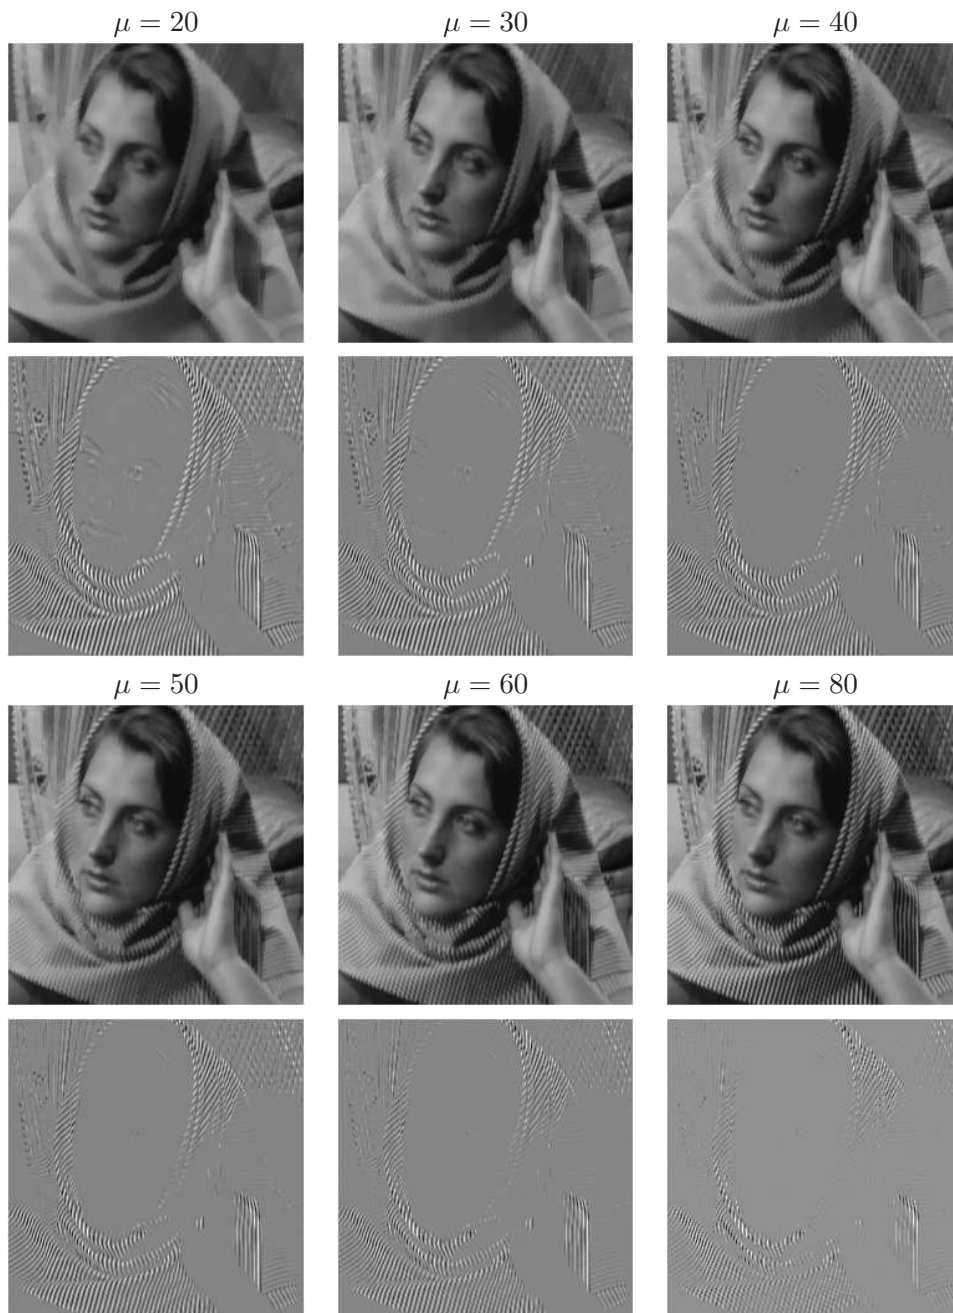 μ = 20 μ = 30 μ = 40
μ = 50 μ = 60 μ = 80